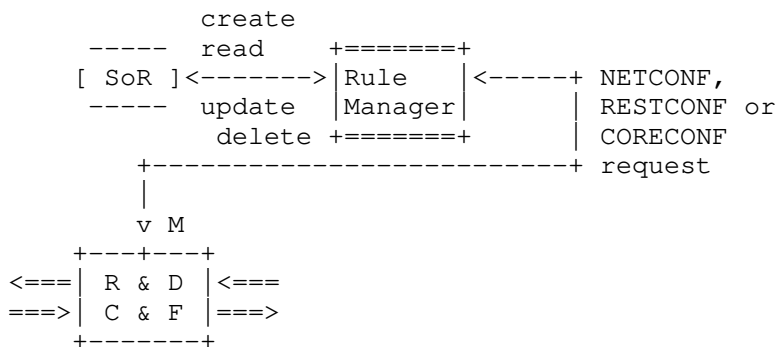 create
----- read +=======+
[ SoR ]<------->|Rule |<-----+ NETCONF,
----- update |Manager| | RESTCONF or
delete +=======+ | CORECONF
+--------------------------+ request
|
v M
+---+---+
<===| R & D |<===
===>| C & F |===>
+-------+